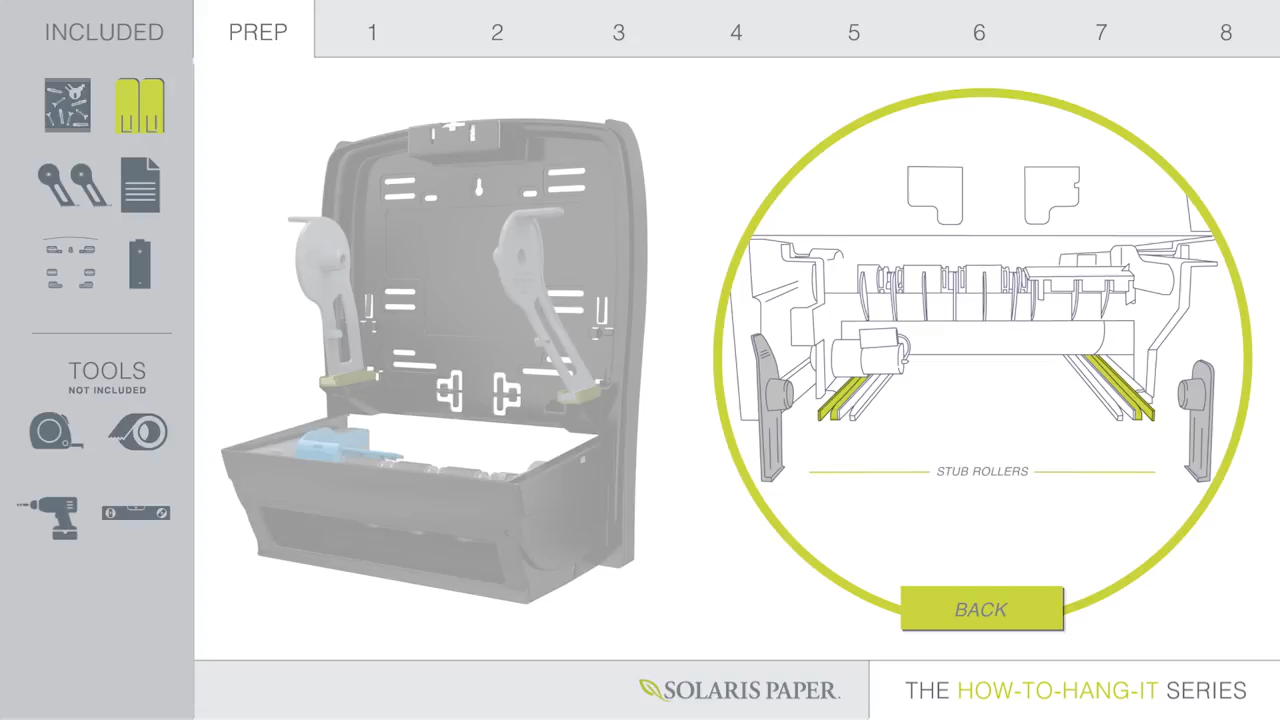 INCLUDED
PREP 1 2 3 4 5 6 7 8
TOOLS
NOT INCLUDED
STUB ROLLERS
BACK
SOLARIS PAPER.
THE HOW-TO-HANG-IT SERIES